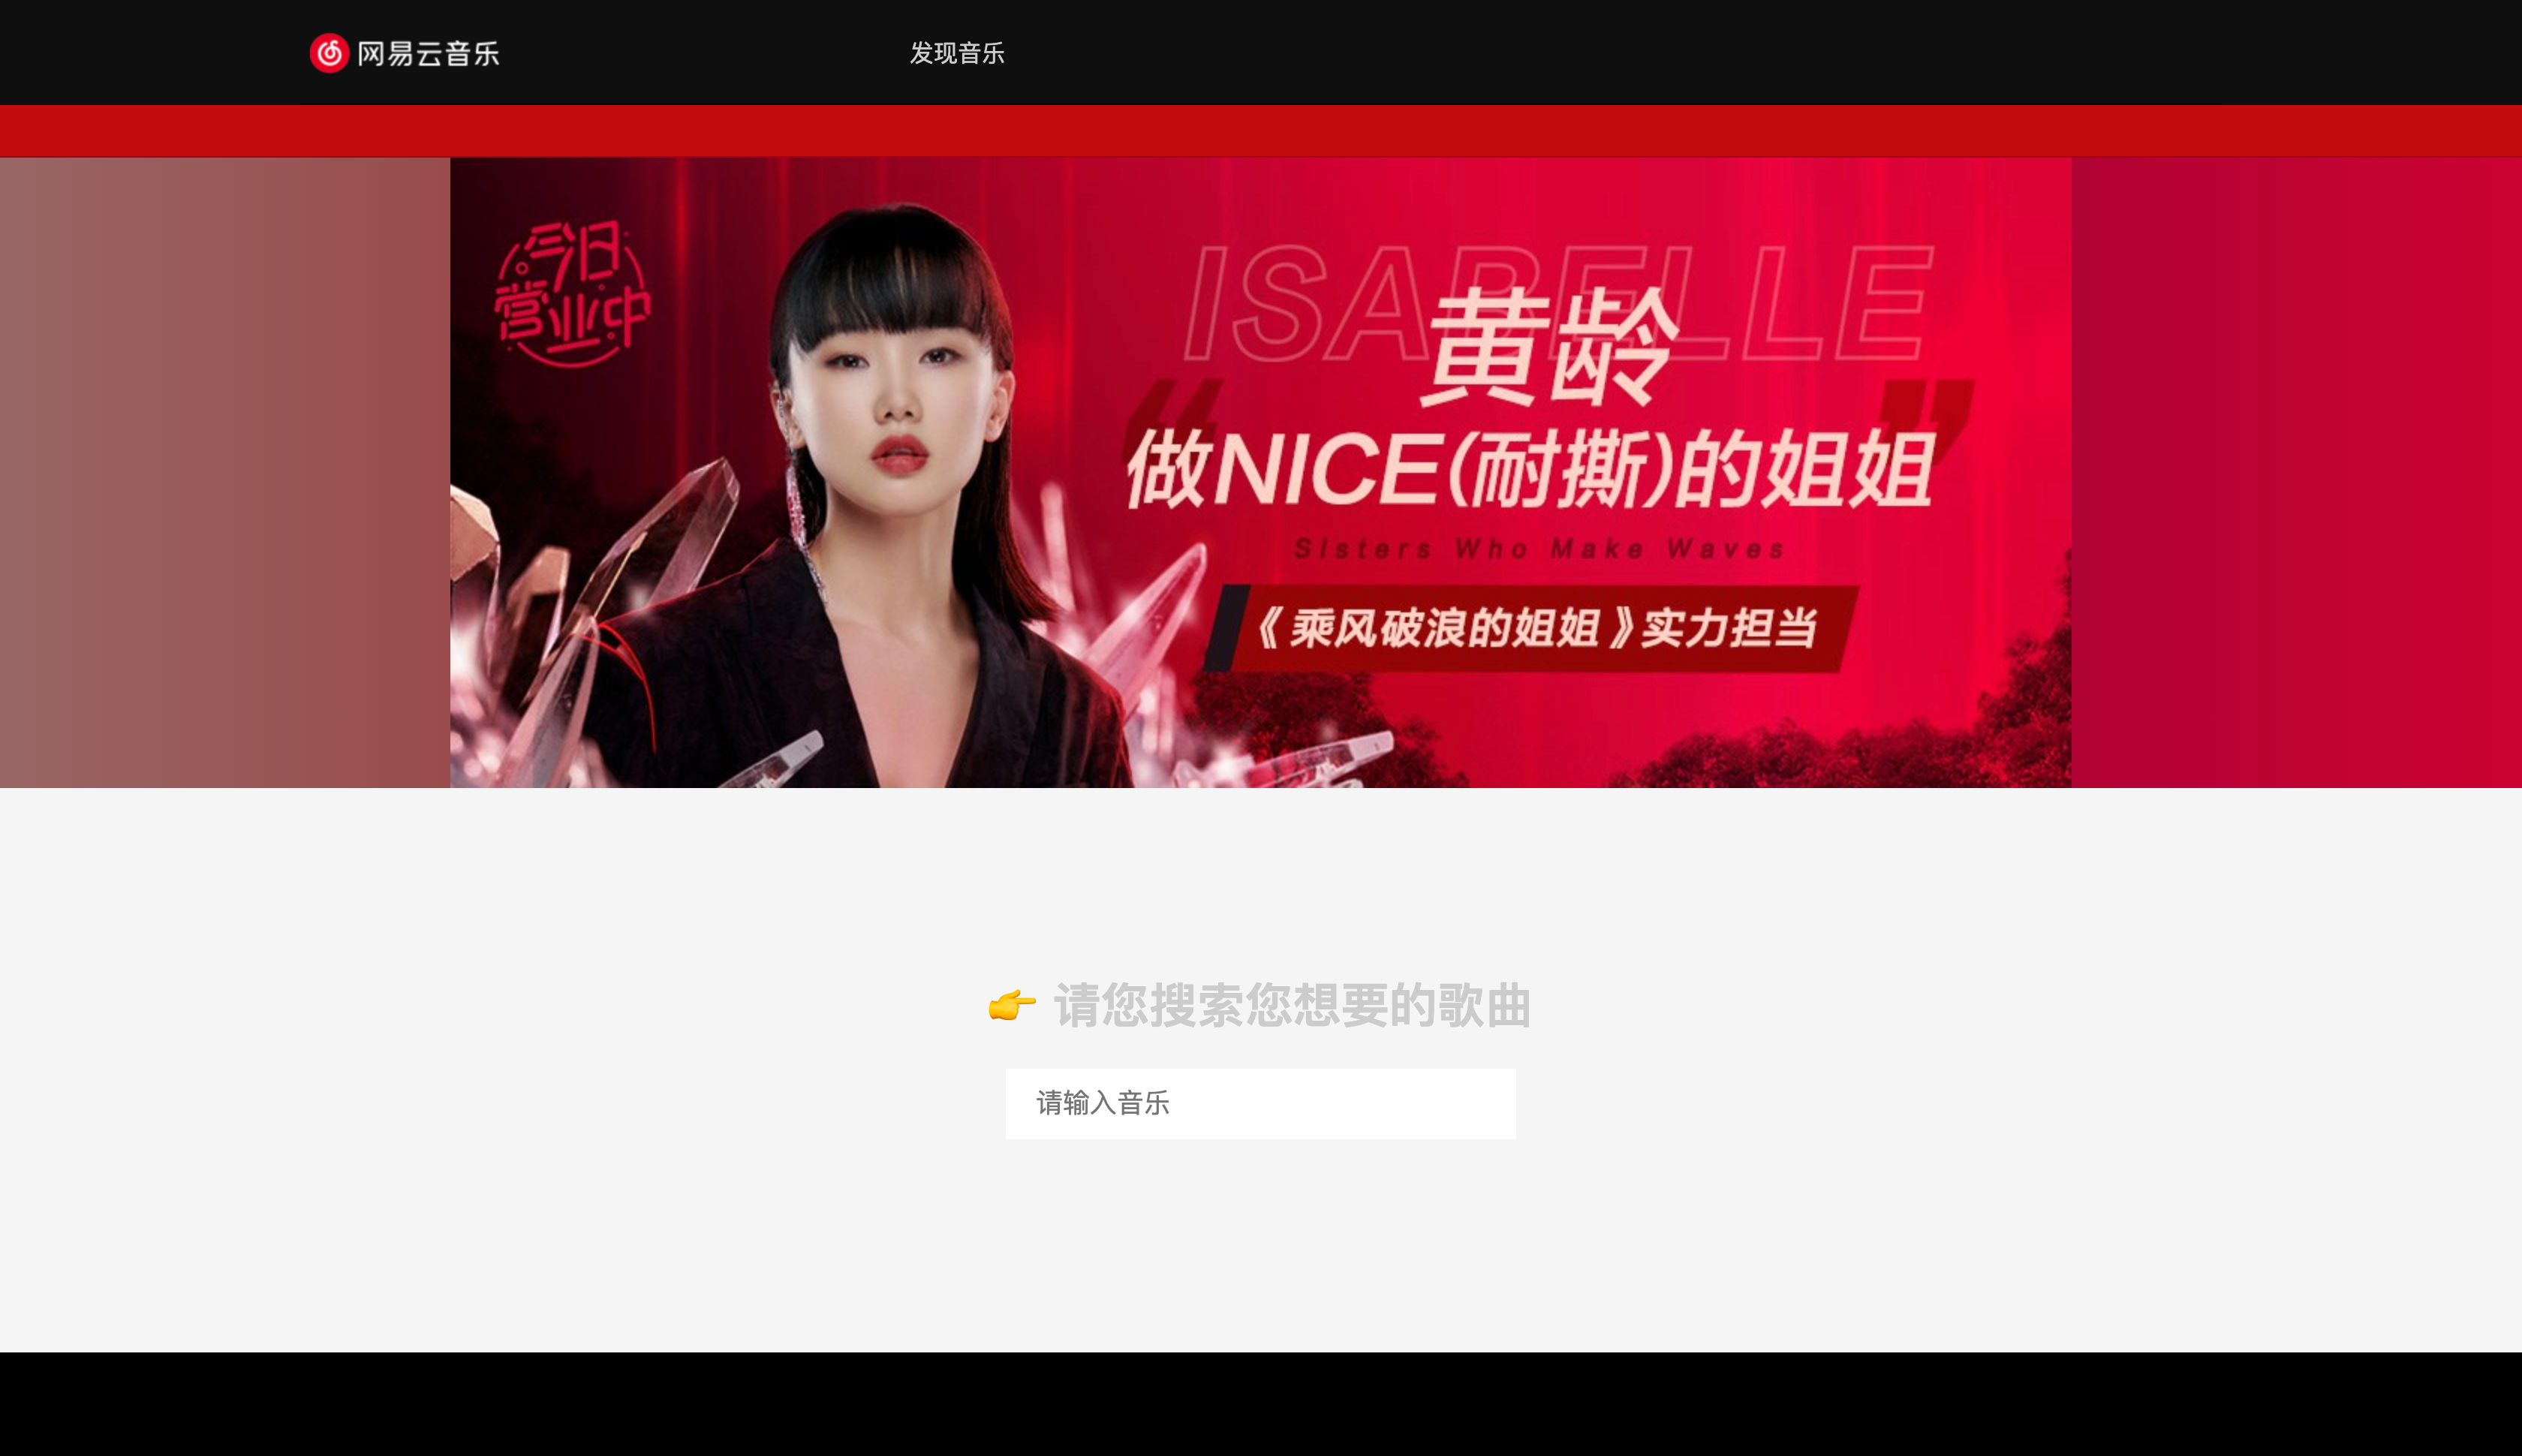 网易云音乐
发现音乐
今日
营业中
ISABELLE
黄龄
“做NICE(耐撕)的姐姐”
Sisters Who Make Waves
《乘风破浪的姐姐》实力担当
👉 请您搜索您想要的歌曲
请输入音乐